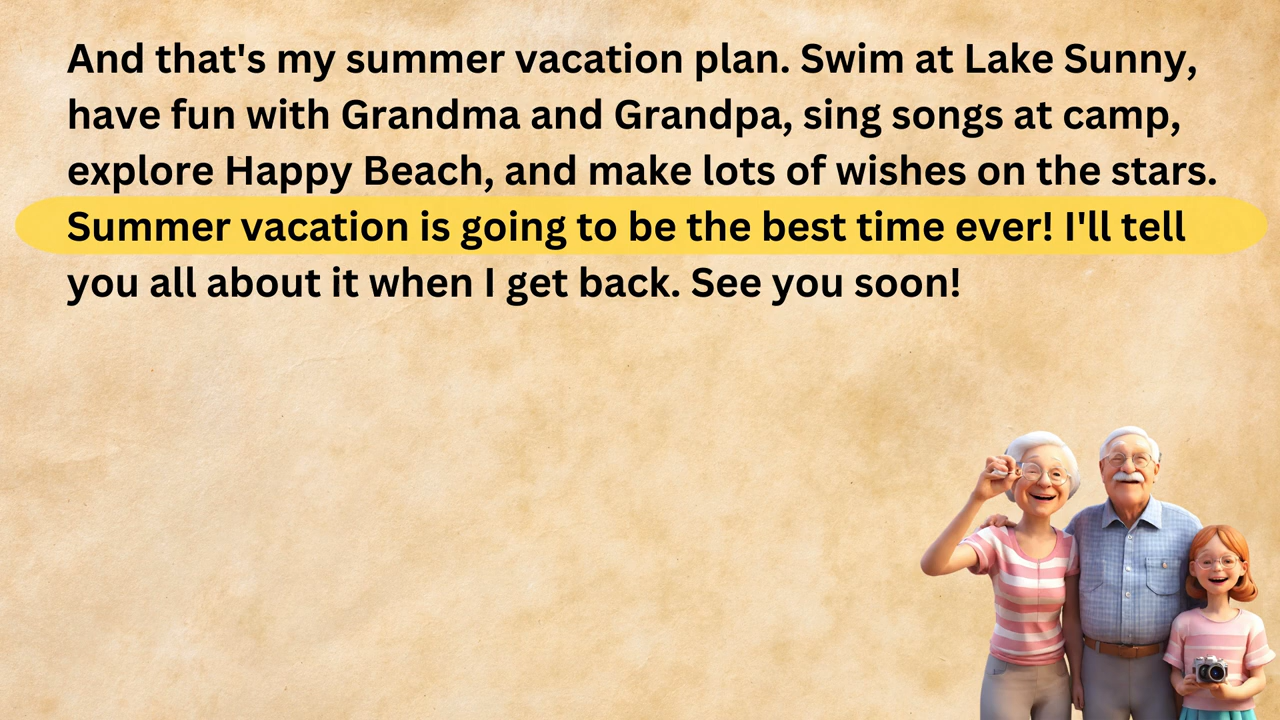 And that's my summer vacation plan. Swim at Lake Sunny,
have fun with Grandma and Grandpa, sing songs at camp,
explore Happy Beach, and make lots of wishes on the stars.
Summer vacation is going to be the best time ever! I'll tell
you all about it when I get back. See you soon!